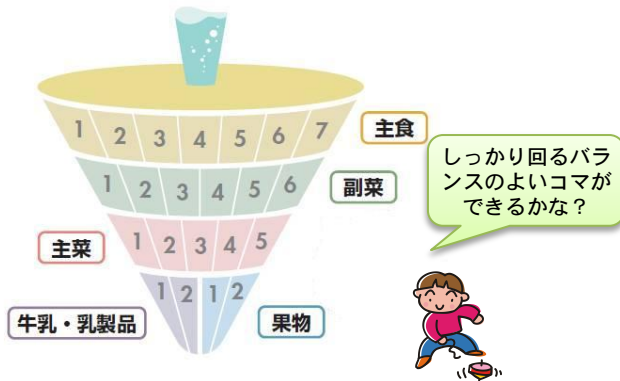 1 2 3 4 5 6 7
主食
1 2 3 4 5 6
副菜
1 2 3 4 5
主菜
1 2 1 2
牛乳・乳製品
果物
しっかり回るバラ
ンスのよいコマが
できるかな？